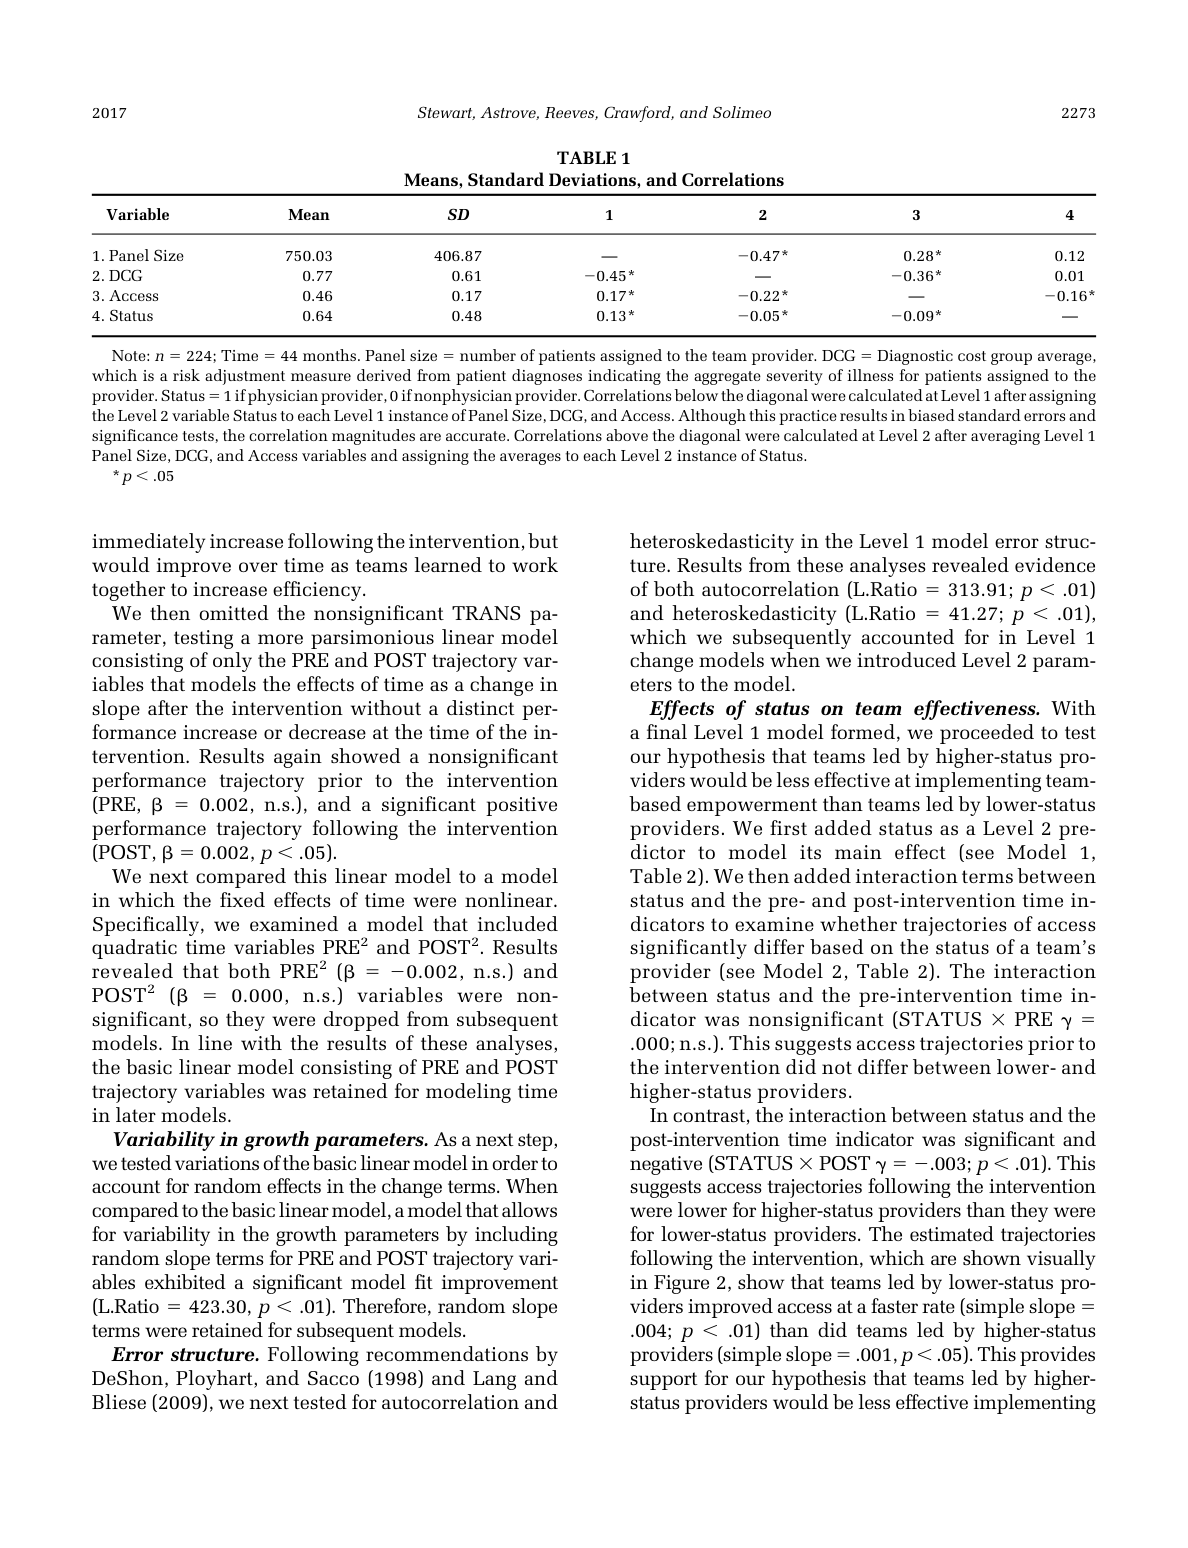 2017
Stewart, Astrove, Reeves, Crawford, and Solimeo
2273
TABLE 1
Means, Standard Deviations, and Correlations
Variable Mean SD 1 2 3 4
1. Panel Size 750.03 406.87 — −0.47* 0.28* 0.12
2. DCG 0.77 0.61 −0.45* — −0.36* 0.01
3. Access 0.46 0.17 0.17* −0.22* — −0.16*
4. Status 0.64 0.48 0.13* −0.05* −0.09* —
Note: n = 224; Time = 44 months. Panel size = number of patients assigned to the team provider. DCG = Diagnostic cost group average,
which is a risk adjustment measure derived from patient diagnoses indicating the aggregate severity of illness for patients assigned to the
provider. Status = 1 if physician provider, 0 if nonphysician provider. Correlations below the diagonal were calculated at Level 1 after assigning
the Level 2 variable Status to each Level 1 instance of Panel Size, DCG, and Access. Although this practice results in biased standard errors and
significance tests, the correlation magnitudes are accurate. Correlations above the diagonal were calculated at Level 2 after averaging Level 1
Panel Size, DCG, and Access variables and assigning the averages to each Level 2 instance of Status.
* p < .05
immediately increase following the intervention, but
would improve over time as teams learned to work
together to increase efficiency.
We then omitted the nonsignificant TRANS pa-
rameter, testing a more parsimonious linear model
consisting of only the PRE and POST trajectory var-
iables that models the effects of time as a change in
slope after the intervention without a distinct per-
formance increase or decrease at the time of the in-
tervention. Results again showed a nonsignificant
performance trajectory prior to the intervention
(PRE, β = 0.002, n.s.), and a significant positive
performance trajectory following the intervention
(POST, β = 0.002, p < .05).
We next compared this linear model to a model
in which the fixed effects of time were nonlinear.
Specifically, we examined a model that included
quadratic time variables PRE² and POST². Results
revealed that both PRE² (β = −0.002, n.s.) and
POST² (β = 0.000, n.s.) variables were non-
significant, so they were dropped from subsequent
models. In line with the results of these analyses,
the basic linear model consisting of PRE and POST
trajectory variables was retained for modeling time
in later models.
Variability in growth parameters. As a next step,
we tested variations of the basic linear model in order to
account for random effects in the change terms. When
compared to the basic linear model, a model that allows
for variability in the growth parameters by including
random slope terms for PRE and POST trajectory vari-
ables exhibited a significant model fit improvement
(L.Ratio = 423.30, p < .01). Therefore, random slope
terms were retained for subsequent models.
Error structure. Following recommendations by
DeShon, Ployhart, and Sacco (1998) and Lang and
Bliese (2009), we next tested for autocorrelation and
heteroskedasticity in the Level 1 model error struc-
ture. Results from these analyses revealed evidence
of both autocorrelation (L.Ratio = 313.91; p < .01)
and heteroskedasticity (L.Ratio = 41.27; p < .01),
which we subsequently accounted for in Level 1
change models when we introduced Level 2 param-
eters to the model.
Effects of status on team effectiveness. With
a final Level 1 model formed, we proceeded to test
our hypothesis that teams led by higher-status pro-
viders would be less effective at implementing team-
based empowerment than teams led by lower-status
providers. We first added status as a Level 2 pre-
dictor to model its main effect (see Model 1,
Table 2). We then added interaction terms between
status and the pre- and post-intervention time in-
dicators to examine whether trajectories of access
significantly differ based on the status of a team's
provider (see Model 2, Table 2). The interaction
between status and the pre-intervention time in-
dicator was nonsignificant (STATUS × PRE γ =
.000; n.s.). This suggests access trajectories prior to
the intervention did not differ between lower- and
higher-status providers.
In contrast, the interaction between status and the
post-intervention time indicator was significant and
negative (STATUS × POST γ = −.003; p < .01). This
suggests access trajectories following the intervention
were lower for higher-status providers than they were
for lower-status providers. The estimated trajectories
following the intervention, which are shown visually
in Figure 2, show that teams led by lower-status pro-
viders improved access at a faster rate (simple slope =
.004; p < .01) than did teams led by higher-status
providers (simple slope = .001, p < .05). This provides
support for our hypothesis that teams led by higher-
status providers would be less effective implementing